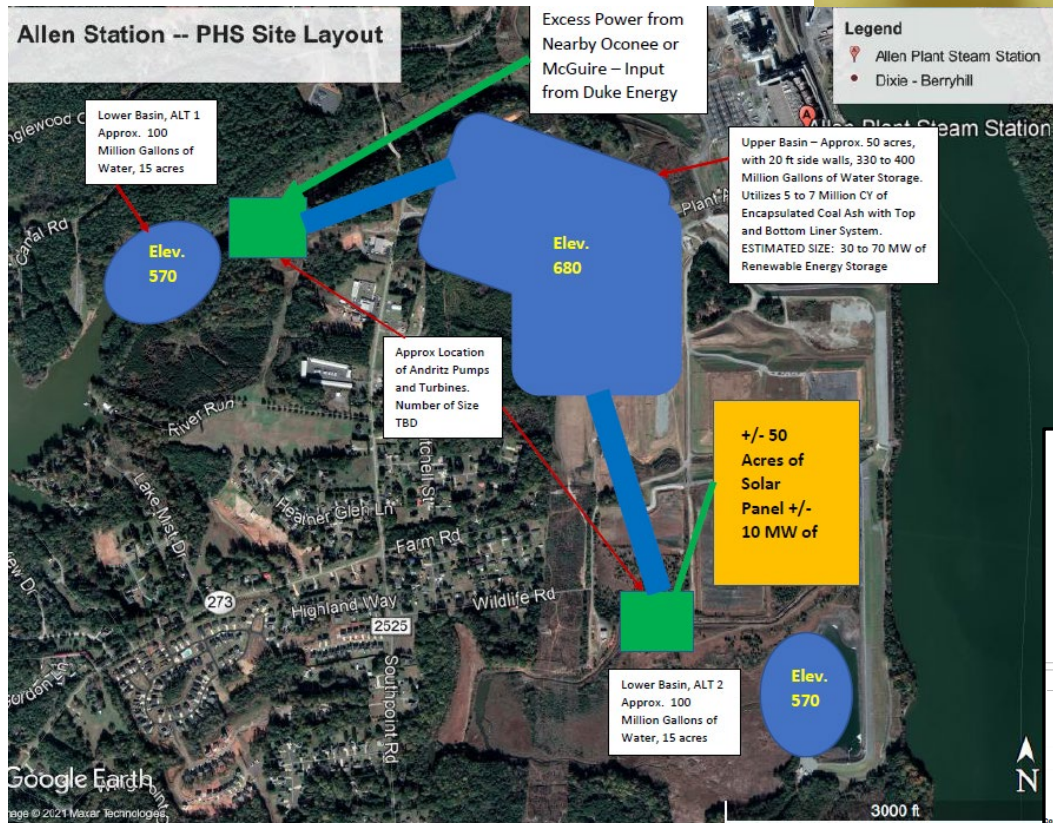 Allen Station -- PHS Site Layout
Excess Power from
Nearby Oconee or
McGuire – Input
from Duke Energy
Legend
Allen Plant Steam Station
Dixie - Berryhill
Lower Basin, ALT 1
Approx. 100
Million Gallons of
Water, 15 acres
Allen Plant Steam Station
A
Upper Basin – Approx. 50 acres,
with 20 ft side walls, 330 to 400
Million Gallons of Water Storage.
Utilizes 5 to 7 Million CY of
Encapsulated Coal Ash with Top
and Bottom Liner System.
ESTIMATED SIZE: 30 to 70 MW of
Renewable Energy Storage
Plant A
Canal Rd
Elev.
570
Elev.
680
Approx Location
of Andritz Pumps
and Turbines.
Number of Size
TBD
River Run
+/- 50
Acres of
Solar
Panel +/-
10 MW of
Lake Mist Dr
Heather Glen Ln
Farm Rd
273
Highland Way
Wildlife Rd
2525
Southpoint Rd
Lower Basin, ALT 2
Approx. 100
Million Gallons of
Water, 15 acres
Elev.
570
Google Earth
© 2021 Maxar Technologies
N
3000 ft